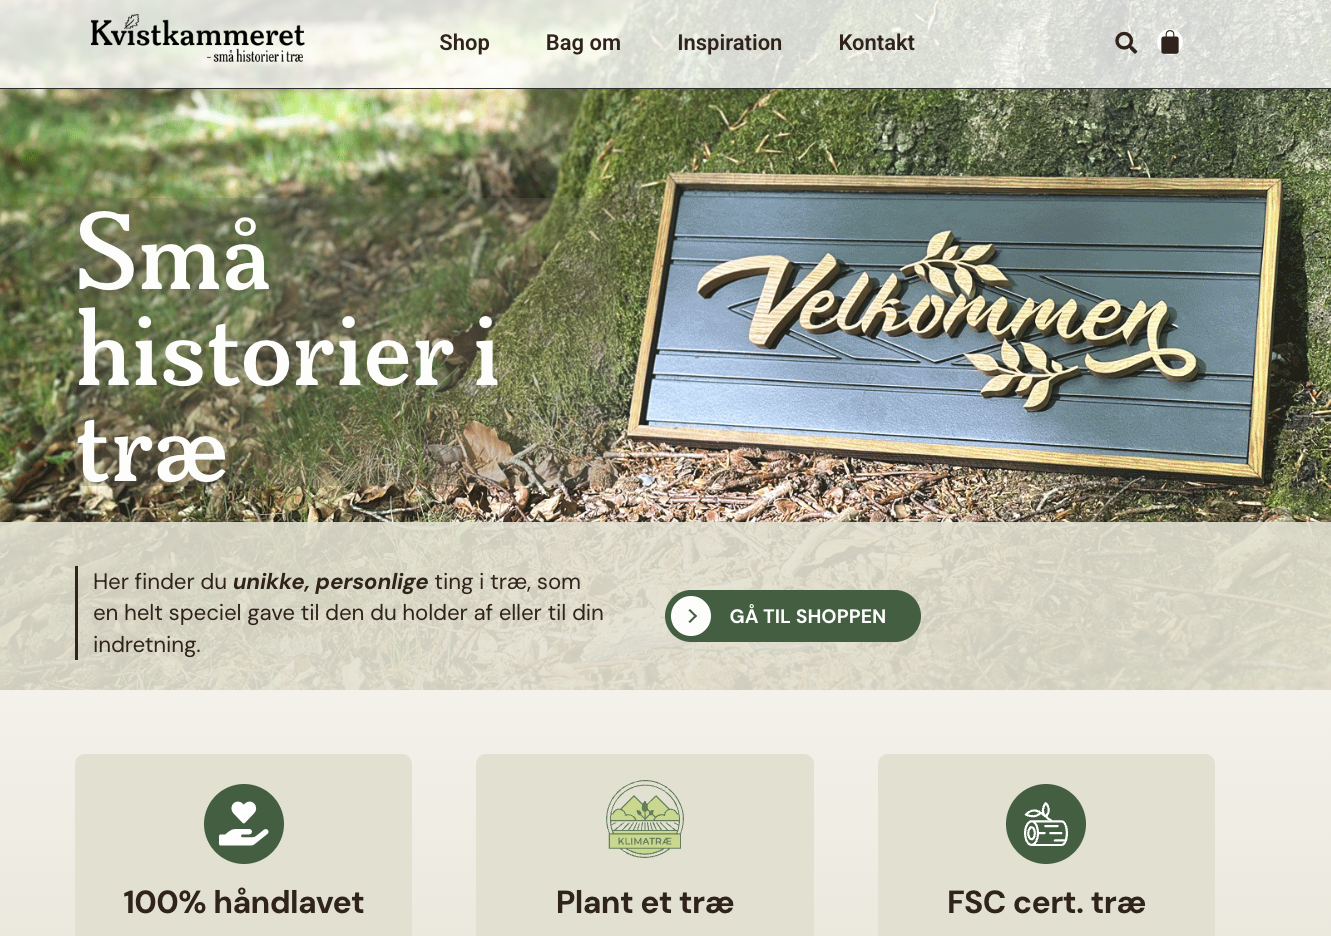 Kvistkammeret
- små historier i træ
Shop
Bag om
Inspiration
Kontakt
Velkommen
Små
historier i
træ
Her finder du unikke, personlige ting i træ, som
en helt speciel gave til den du holder af eller til din
indretning.
GÅ TIL SHOPPEN
KLIMATRÆ
100% håndlavet
Plant et træ
FSC cert. træ